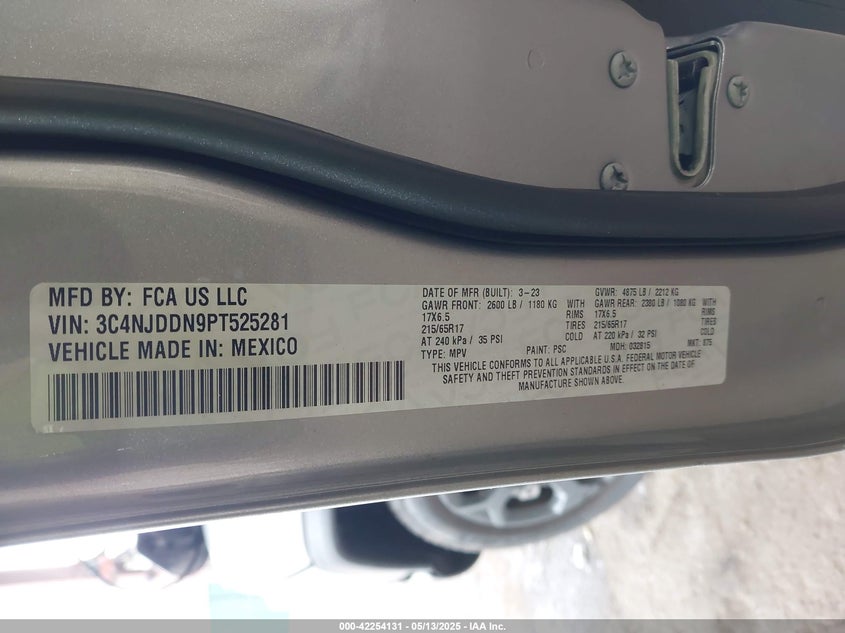 MFD BY: FCA US LLC
VIN: 3C4NJDDN9PT525281
VEHICLE MADE IN: MEXICO
DATE OF MFR (BUILT): 3-23 GVWR: 4875 LB / 2212 KG
GAWR FRONT: 2600 LB / 1180 KG WITH GAWR REAR: 2380 LB / 1080 KG WITH
17X6.5 RIMS 17X6.5 RIMS
215/65R17 TIRES 215/65R17 TIRES
AT 240 kPa / 35 PSI COLD AT 220 kPa / 32 PSI COLD
TYPE: MPV PAINT: PSC MDH: 032815 MKT: 875
THIS VEHICLE CONFORMS TO ALL APPLICABLE U.S.A. FEDERAL MOTOR VEHICLE
SAFETY AND THEFT PREVENTION STANDARDS IN EFFECT ON THE DATE OF
MANUFACTURE SHOWN ABOVE.
000-42254131 - 05/13/2025 - IAA Inc.